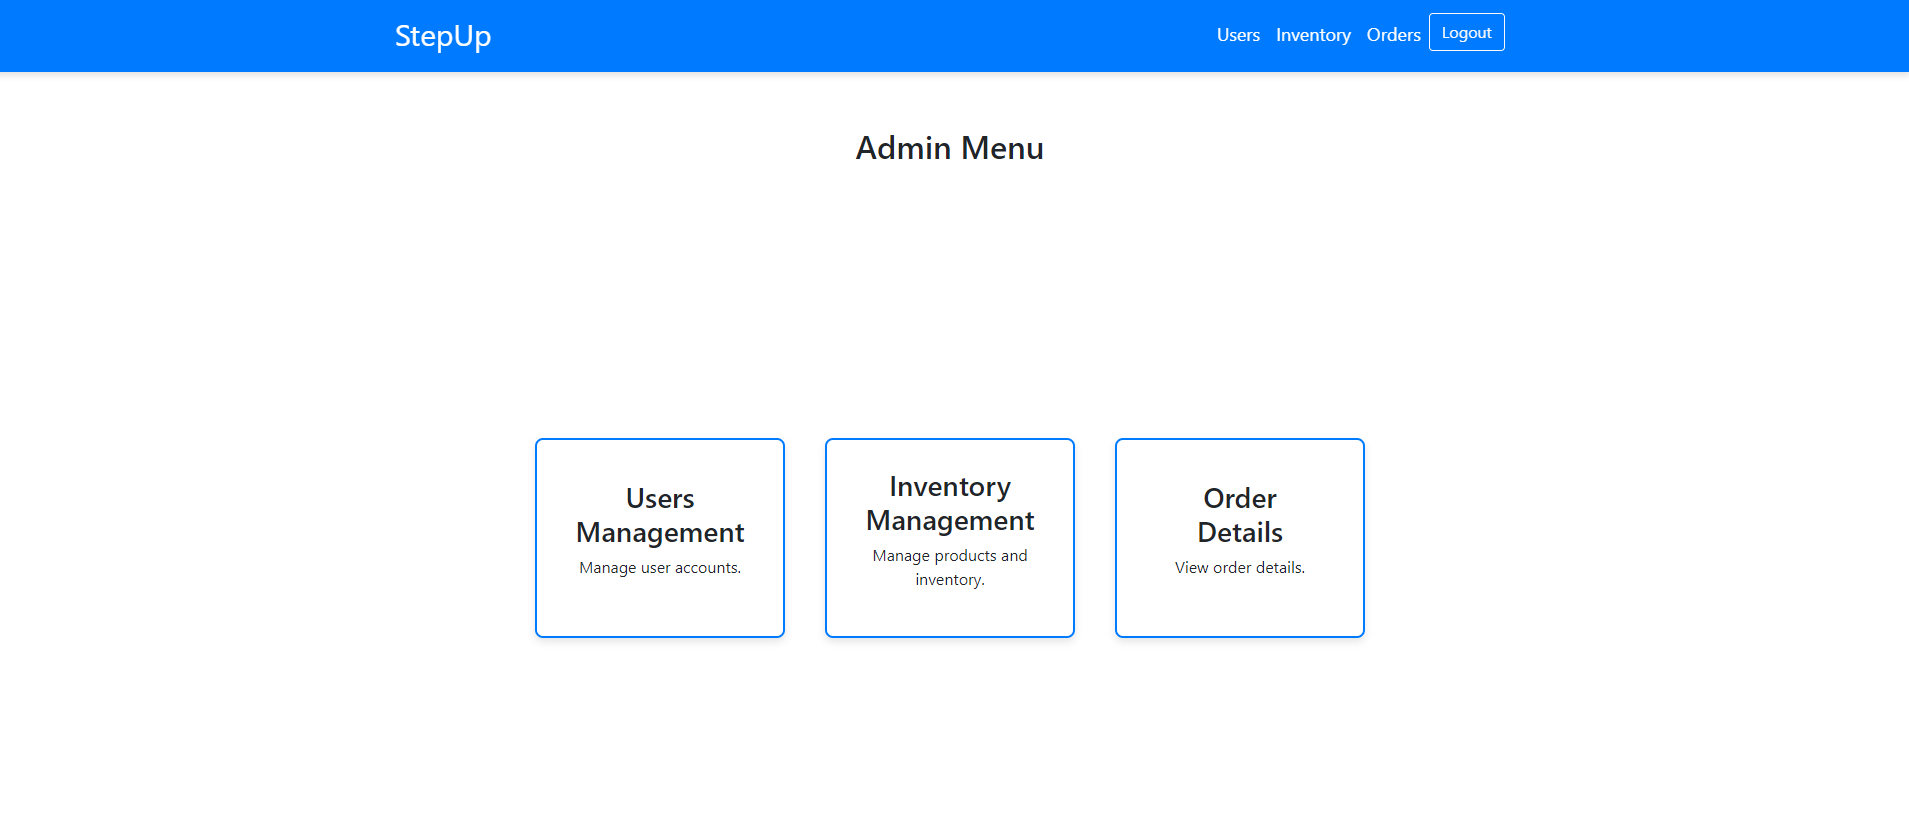 StepUp
Users Inventory Orders Logout
Admin Menu
Users
Management
Manage user accounts.
Inventory
Management
Manage products and
inventory.
Order
Details
View order details.